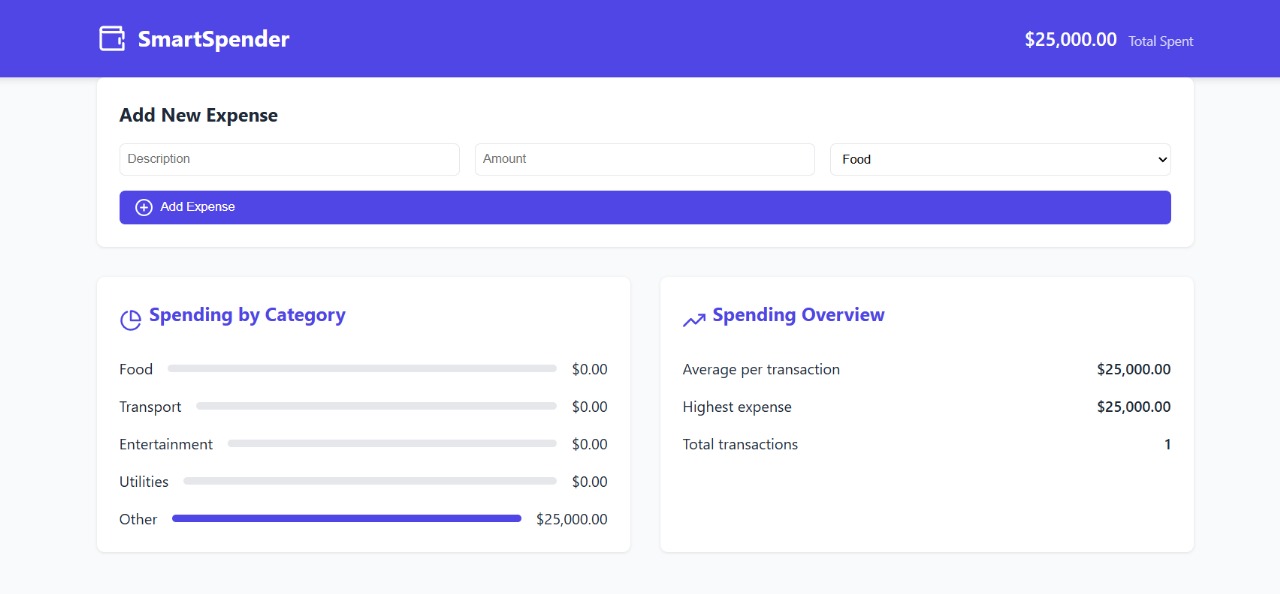 SmartSpender
$25,000.00 Total Spent
Add New Expense
Description
Amount
Food
Add Expense
Spending by Category
Food $0.00
Transport $0.00
Entertainment $0.00
Utilities $0.00
Other $25,000.00
Spending Overview
Average per transaction $25,000.00
Highest expense $25,000.00
Total transactions 1